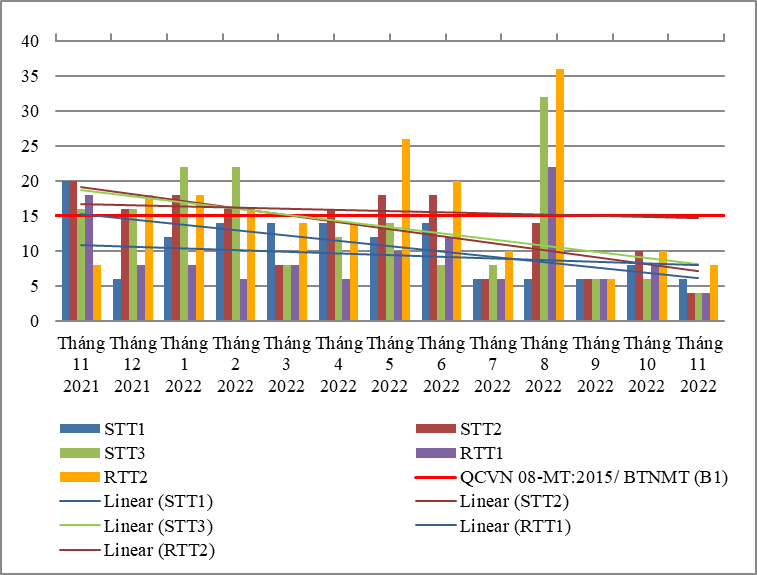 40
35
30
25
20
15
10
5
0
Tháng Tháng Tháng Tháng Tháng Tháng Tháng Tháng Tháng Tháng Tháng Tháng Tháng
11 12 1 2 3 4 5 6 7 8 9 10 11
2021 2021 2022 2022 2022 2022 2022 2022 2022 2022 2022 2022 2022
STT1 STT2
STT3 RTT1
RTT2 QCVN 08-MT:2015/ BTNMT (B1)
Linear (STT1) Linear (STT2)
Linear (STT3) Linear (RTT1)
Linear (RTT2)